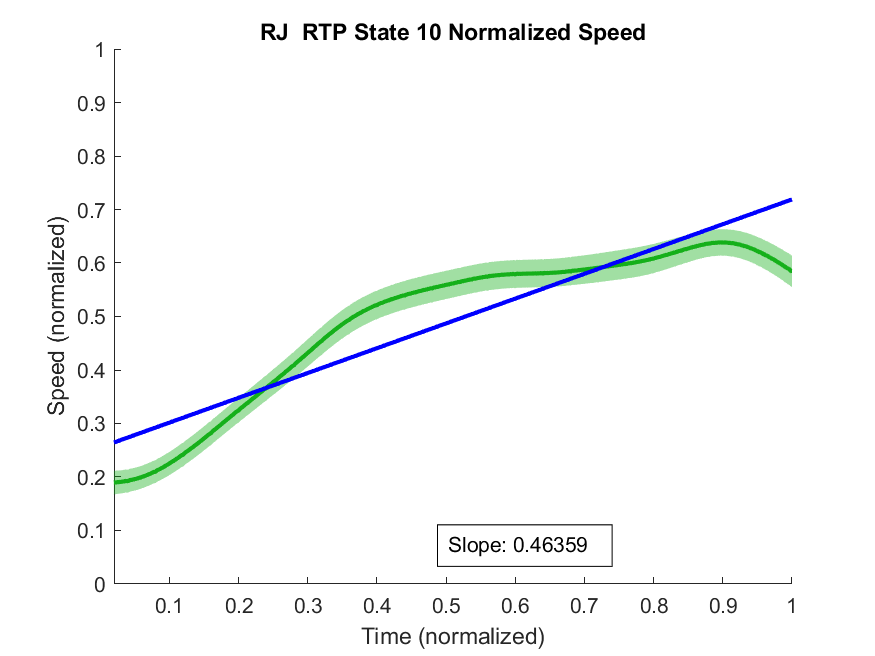 RJ  RTP State 10 Normalized Speed
1
0.9
0.8
0.7
0.6
0.5
0.4
0.3
0.2
0.1
0
Speed (normalized)
Slope: 0.46359
0.1 0.2 0.3 0.4 0.5 0.6 0.7 0.8 0.9 1
Time (normalized)